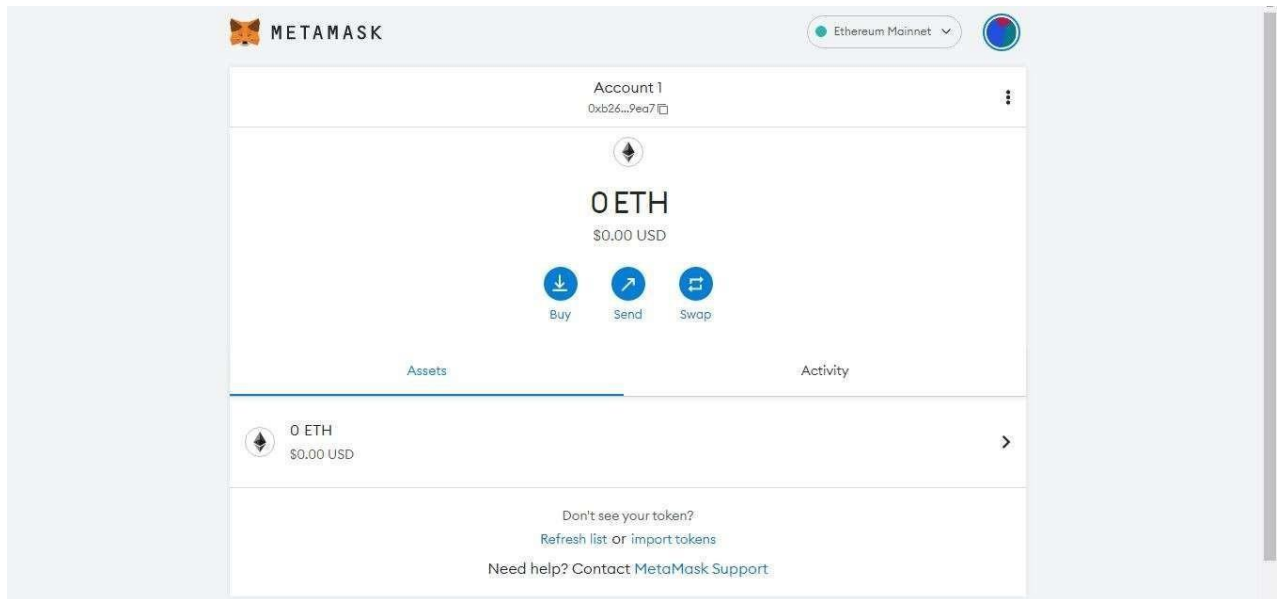 METAMASK
Ethereum Mainnet
Account 1
0xb26...9ea7
0 ETH
$0.00 USD
Buy Send Swap
Assets Activity
0 ETH
$0.00 USD
Don't see your token?
Refresh list or import tokens
Need help? Contact MetaMask Support